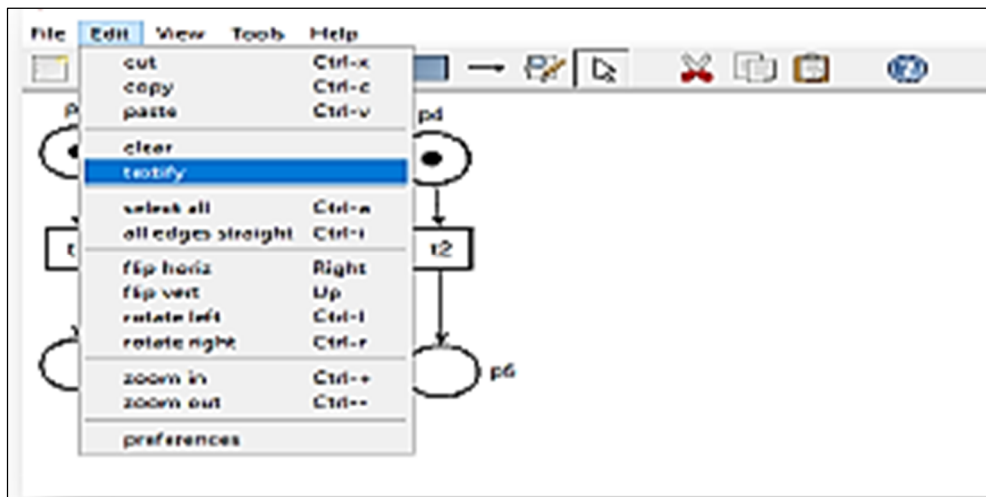 File Edit View Tools Help
cut Ctrl-x
copy Ctrl-c
paste Ctrl-v
p4
clear
textify
select all Ctrl-a
all edges straight Ctrl-i
t t2
flip horiz Right
flip vert Up
rotate left Ctrl-l
rotate right Ctrl-r
p6
zoom in Ctrl-+
zoom out Ctrl--
preferences